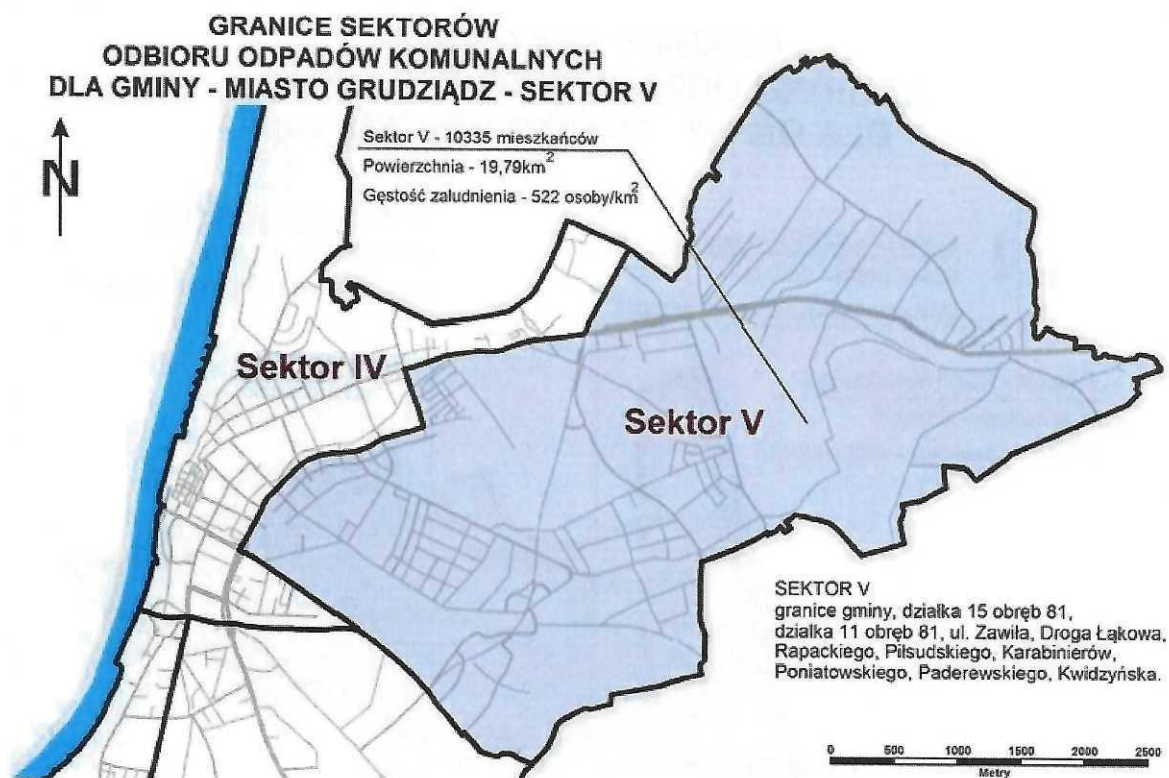 GRANICE SEKTORÓW
ODBIORU ODPADÓW KOMUNALNYCH
DLA GMINY - MIASTO GRUDZIĄDZ - SEKTOR V
N
Sektor V - 10335 mieszkańców
Powierzchnia - 19,79km²
Gęstość zaludnienia - 522 osoby/km²
Sektor IV
Sektor V
SEKTOR V
granice gminy, działka 15 obręb 81,
działka 11 obręb 81, ul. Zawiła, Droga Łąkowa,
Rapackiego, Piłsudskiego, Karabinierów,
Poniatowskiego, Paderewskiego, Kwidzyńska.
0 500 1000 1500 2000 2500
Metry